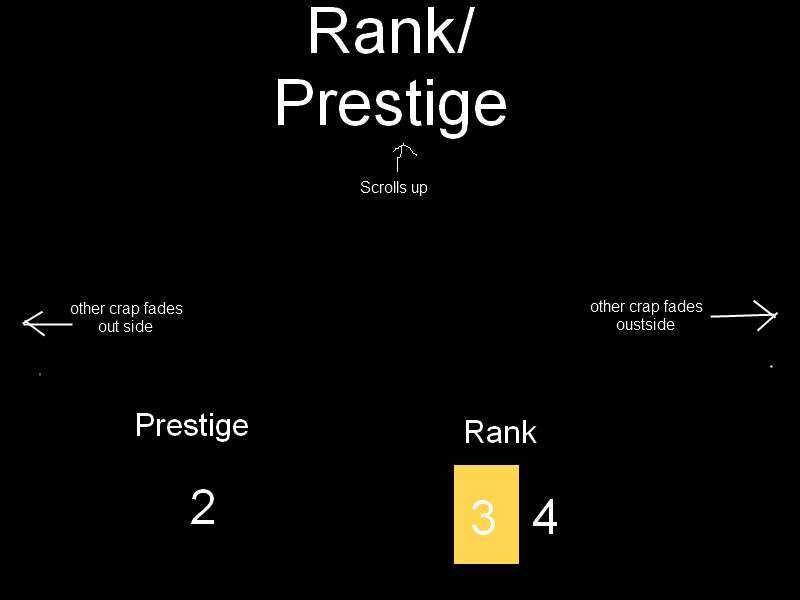 Rank/
Prestige
Scrolls up
other crap fades
out side
other crap fades
oustside
Prestige
Rank
2
3 4